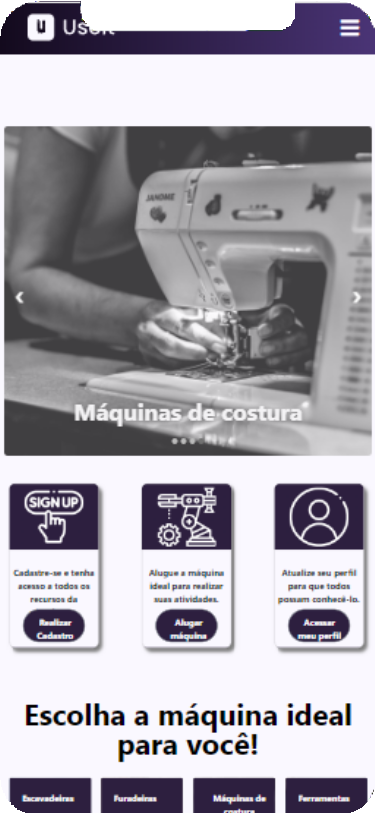 u
JANOME
Máquinas de costura
SIGN UP
Cadastre-se e tenha
acesso a todos os
recursos da
Realizar
Cadastro
Alugue a máquina
ideal para realizar
suas atividades.
Alugar
máquina
Atualize seu perfil
para que todos
possam conhecê-lo.
Acessar
meu perfil
Escolha a máquina ideal
para você!
Escavadeiras
Furadeiras
Máquinas de
costura
Ferramentas